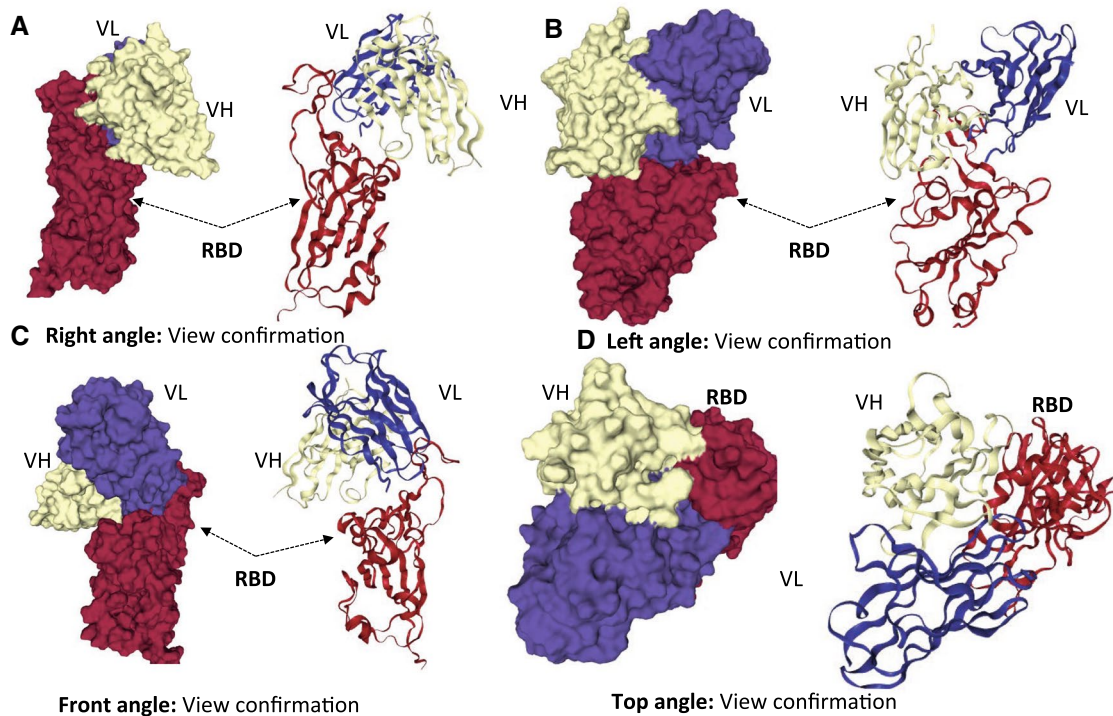 A
VL
VH
RBD
VL
Right angle: View confirmation
B
VH
VL
RBD
VH
VL
Left angle: View confirmation
C
VL
VH
RBD
VH
VL
Front angle: View confirmation
D
VH
RBD
VL
VH
RBD
Top angle: View confirmation